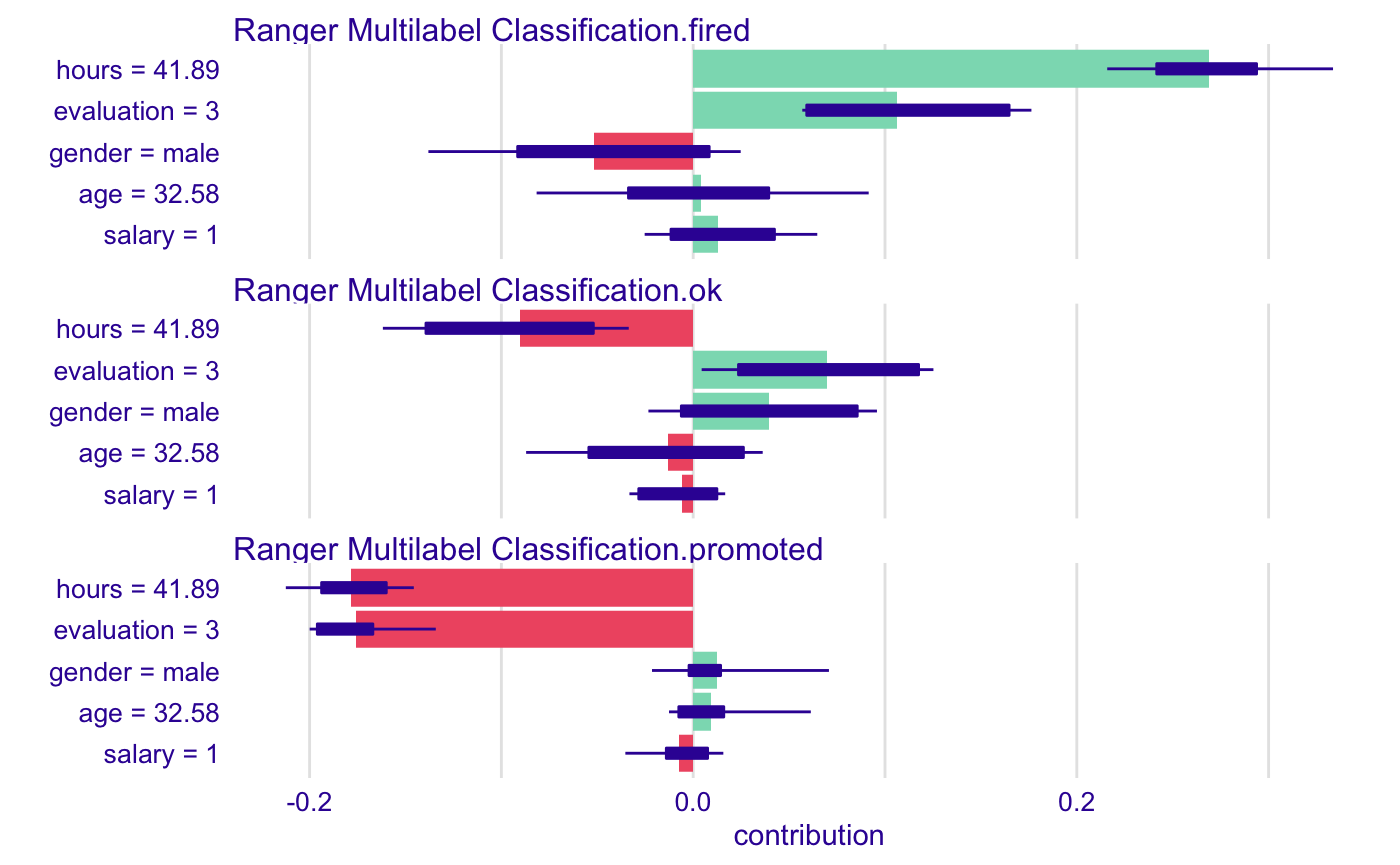 Ranger Multilabel Classification.fired
hours = 41.89
evaluation = 3
gender = male
age = 32.58
salary = 1
Ranger Multilabel Classification.ok
hours = 41.89
evaluation = 3
gender = male
age = 32.58
salary = 1
Ranger Multilabel Classification.promoted
hours = 41.89
evaluation = 3
gender = male
age = 32.58
salary = 1
-0.2 0.0 0.2
contribution